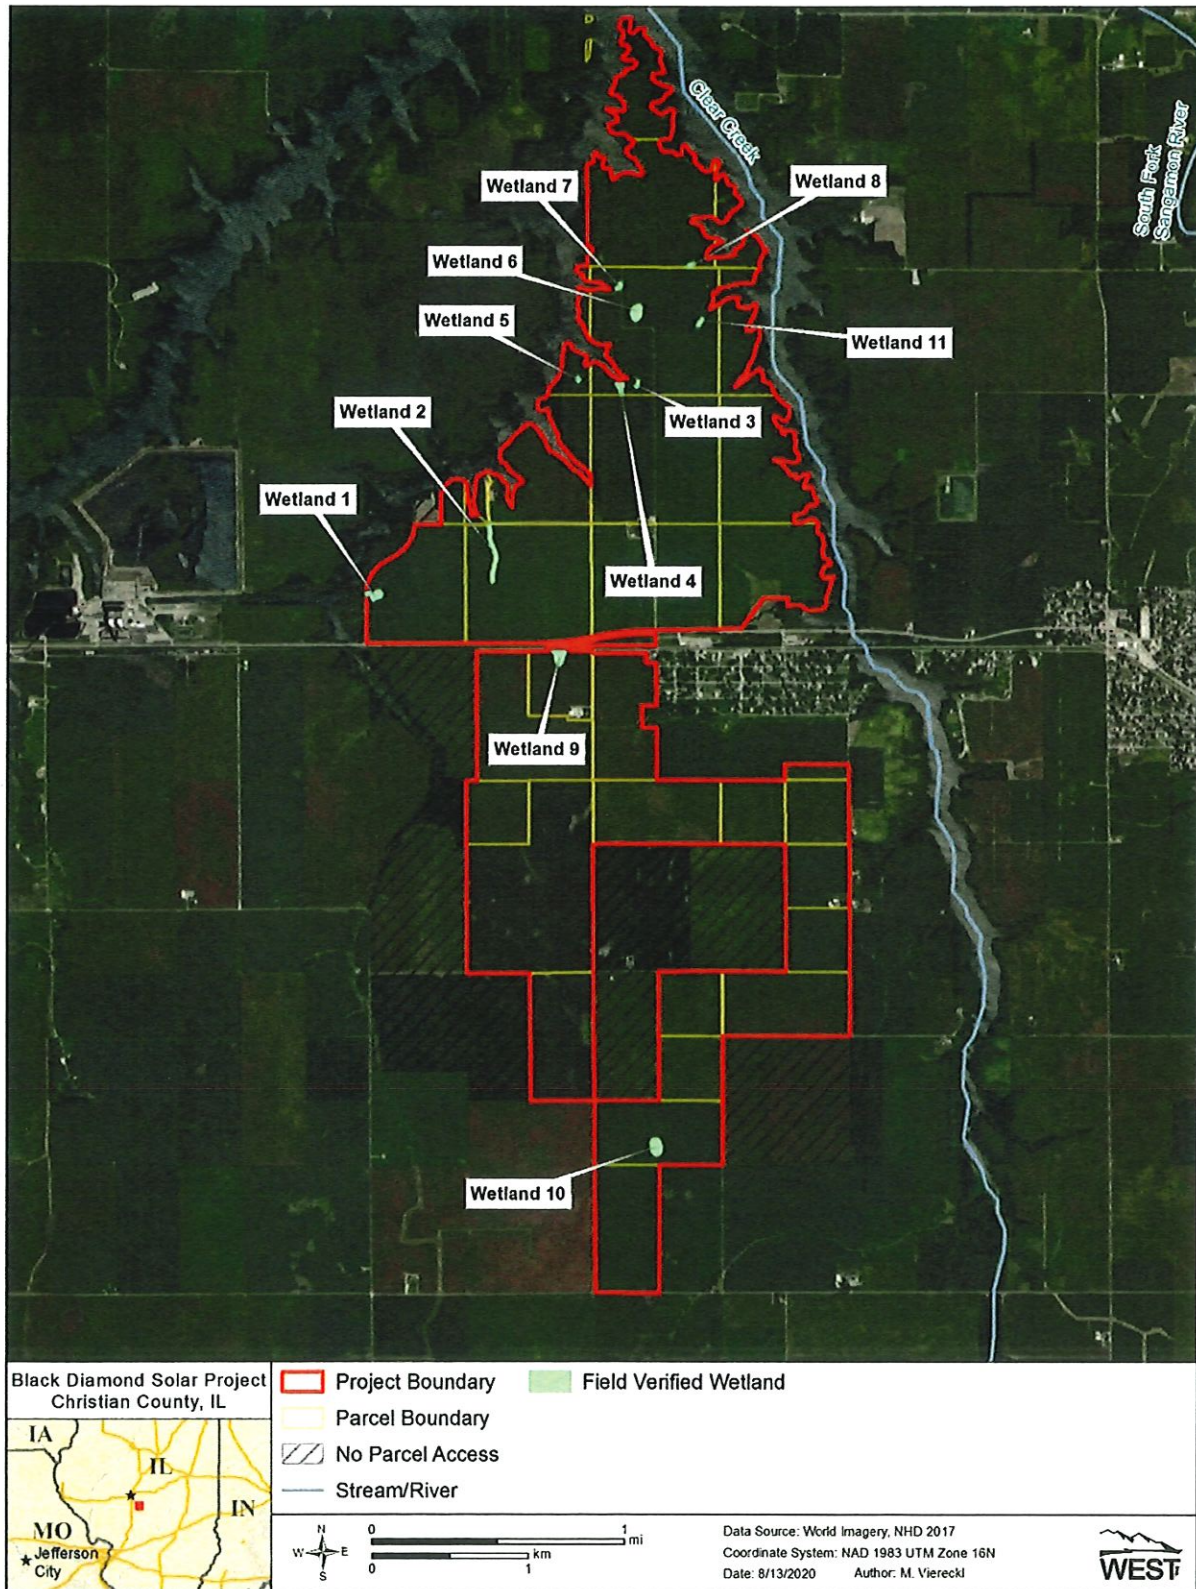 Clear Creek
South Fork
Sangamon River
Wetland 7
Wetland 8
Wetland 6
Wetland 5
Wetland 11
Wetland 2
Wetland 3
Wetland 1
Wetland 4
Wetland 9
Wetland 10
Black Diamond Solar Project
Christian County, IL
IA
IL
IN
MO
Jefferson
City
Project Boundary
Field Verified Wetland
Parcel Boundary
No Parcel Access
Stream/River
N
W
E
S
0
1
mi
km
0
1
Data Source: World Imagery, NHD 2017
Coordinate System: NAD 1983 UTM Zone 16N
Date: 8/13/2020 Author: M. Vierecki
WEST